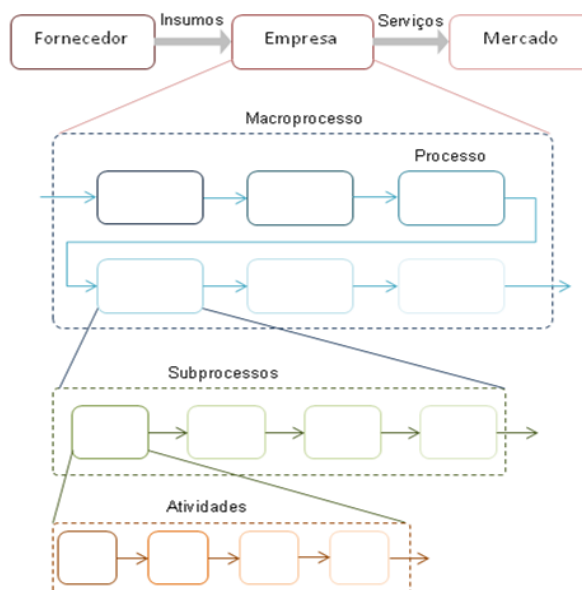 Fornecedor
Insumos
Empresa
Serviços
Mercado
Macroprocesso
Processo
Subprocessos
Atividades